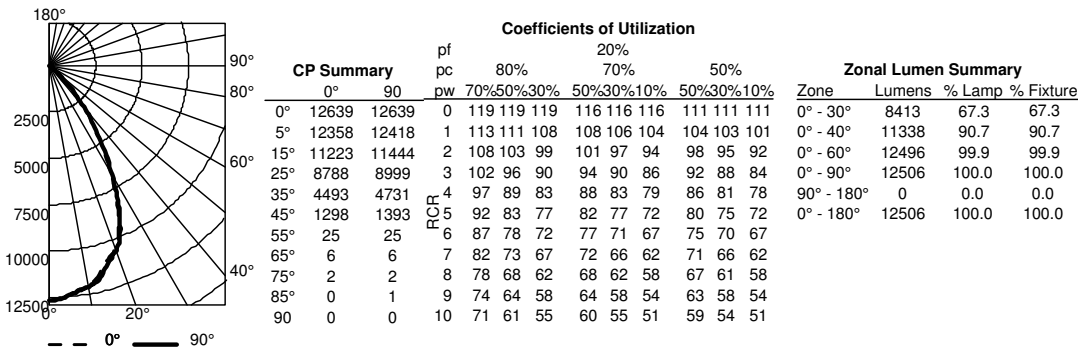 180°
90°
80°
60°
40°
20°
0°
2500
5000
7500
10000
12500
0° 90°
CP Summary
0° 90
0° 12639 12639
5° 12358 12418
15° 11223 11444
25° 8788 8999
35° 4493 4731
45° 1298 1393
55° 25 25
65° 6 6
75° 2 2
85° 0 1
90 0 0
Coefficients of Utilization
pf 20%
pc 80% 70% 50%
pw 70%50%30% 50%30%10% 50%30%10%
RCR
0 119 119 119 116 116 116 111 111 111
1 113 111 108 108 106 104 104 103 101
2 108 103 99 101 97 94 98 95 92
3 102 96 90 94 90 86 92 88 84
4 97 89 83 88 83 79 86 81 78
5 92 83 77 82 77 72 80 75 72
6 87 78 72 77 71 67 75 70 67
7 82 73 67 72 66 62 71 66 62
8 78 68 62 68 62 58 67 61 58
9 74 64 58 64 58 54 63 58 54
10 71 61 55 60 55 51 59 54 51
Zonal Lumen Summary
Zone Lumens % Lamp % Fixture
0° - 30° 8413 67.3 67.3
0° - 40° 11338 90.7 90.7
0° - 60° 12496 99.9 99.9
0° - 90° 12506 100.0 100.0
90° - 180° 0 0.0 0.0
0° - 180° 12506 100.0 100.0